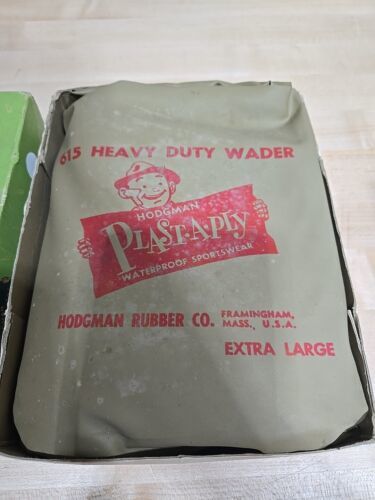 615 HEAVY DUTY WADER
HODGMAN
PLAST-A-PLY
WATERPROOF SPORTSWEAR
HODGMAN RUBBER CO. FRAMINGHAM,
MASS., U.S.A.
EXTRA LARGE